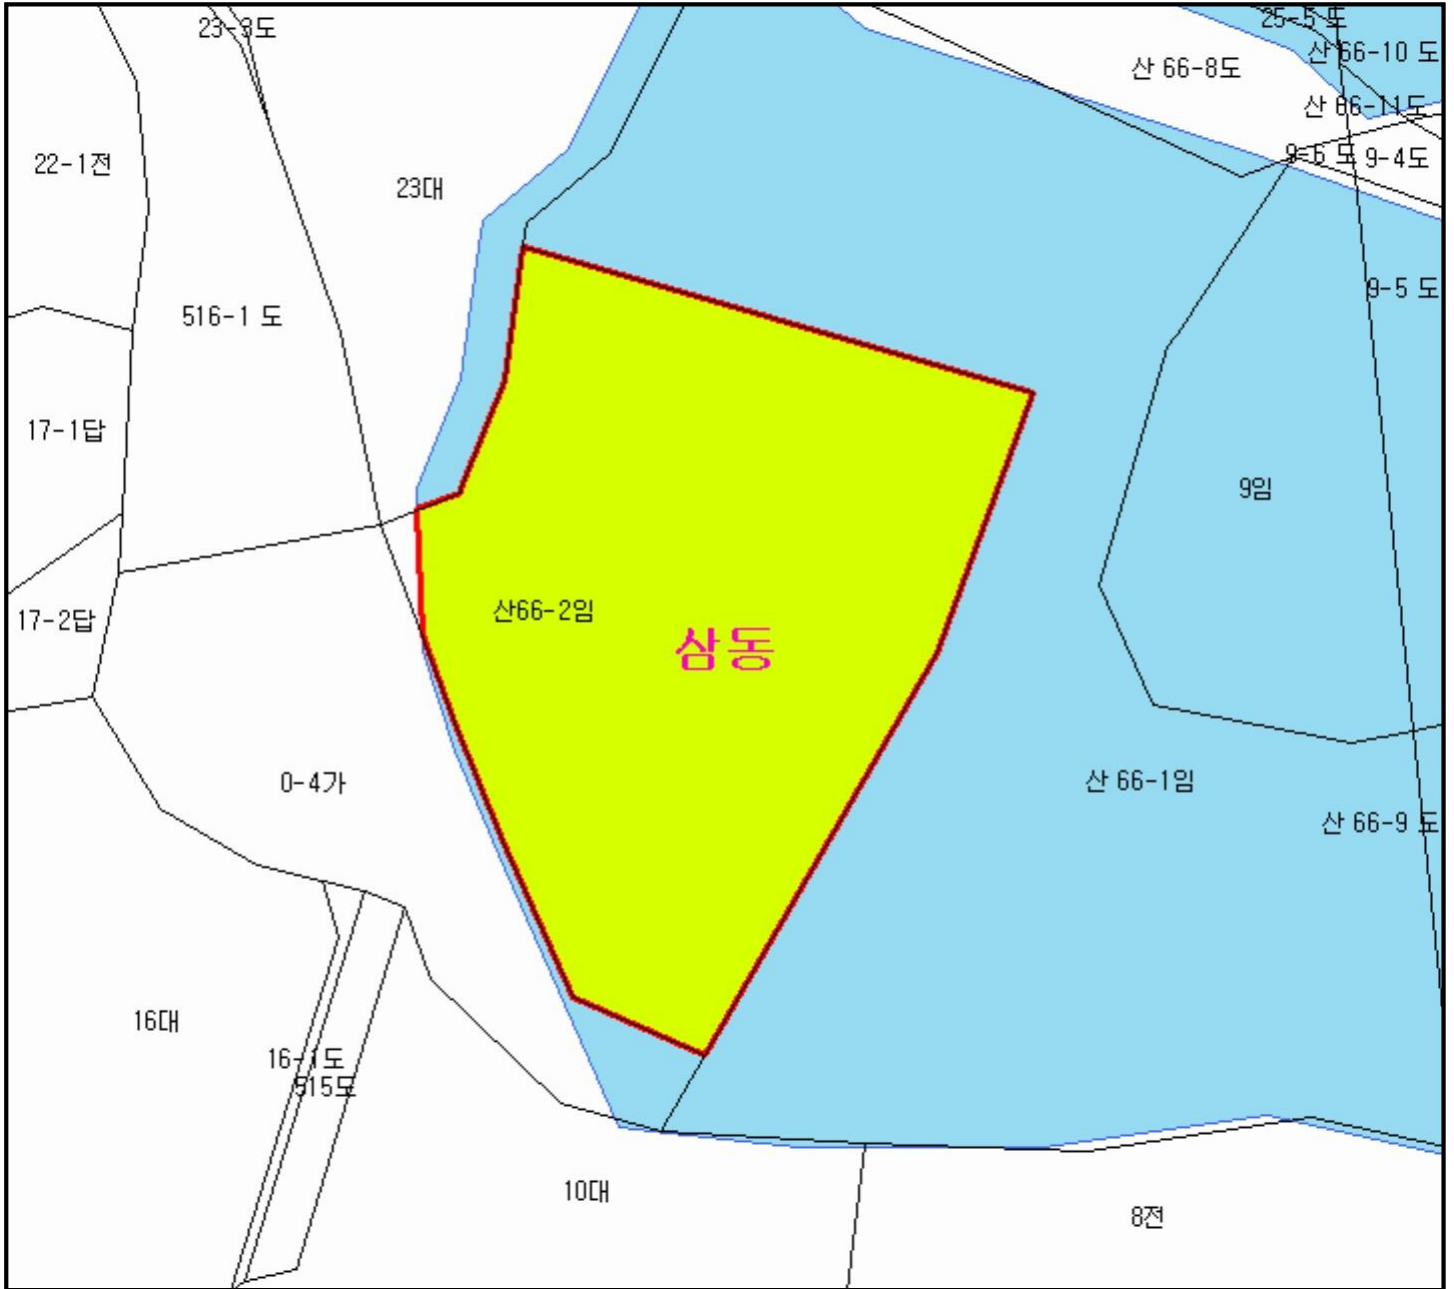 23-3도
25-5 도
산 66-10 도
산 66-8도
산 66-11도
9-6 도
9-4도
22-1전
23대
9-5 도
516-1 도
17-1답
9임
산66-2임
17-2답
삼동
0-4가
산 66-1임
산 66-9 도
16대
16-1도
515도
10대
8전